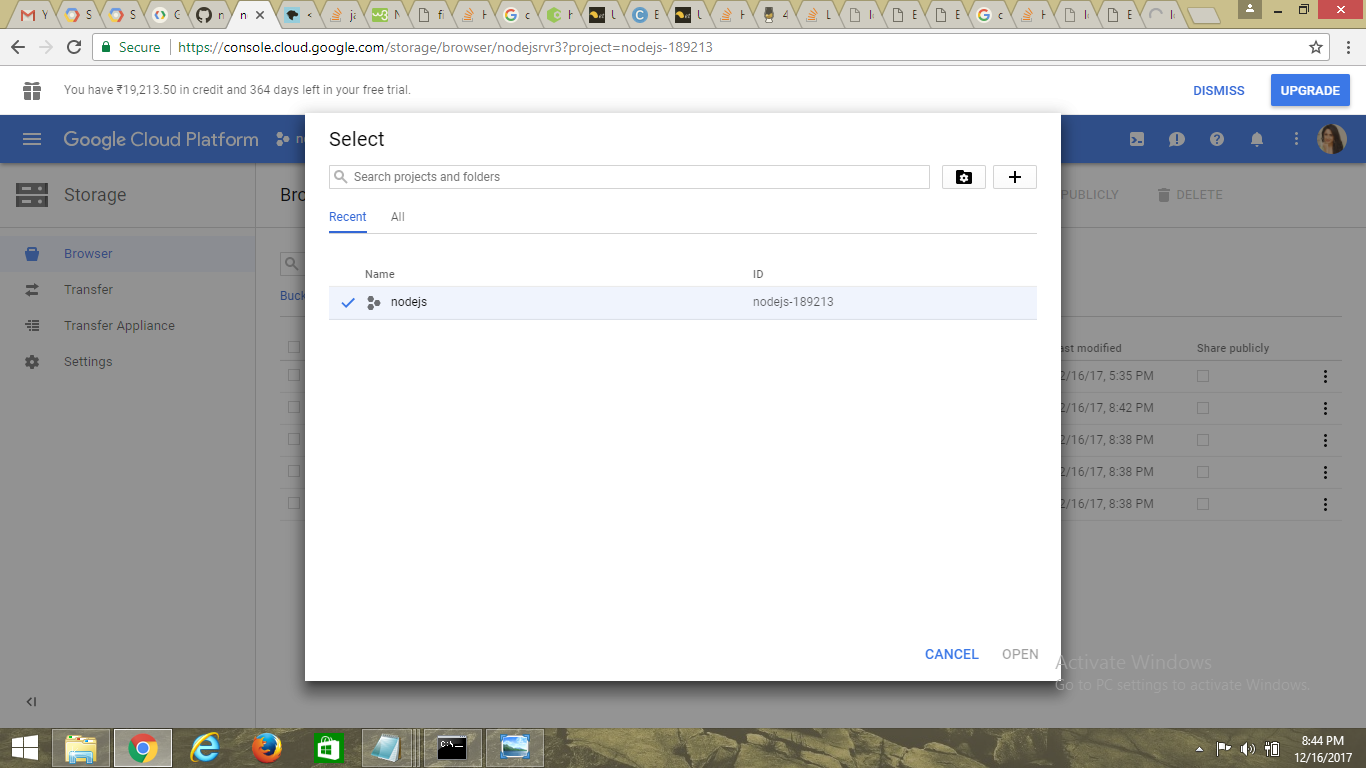 Secure https://console.cloud.google.com/storage/browser/nodejsrvr3?project=nodejs-189213
You have ₹19,213.50 in credit and 364 days left in your free trial.
DISMISS
UPGRADE
Google Cloud Platform
Storage
PUBLICLY
DELETE
Browser
Transfer
Transfer Appliance
Settings
Select
Search projects and folders
Recent All
Name ID
nodejs nodejs-189213
CANCEL OPEN
ast modified Share publicly
2/16/17, 5:35 PM
2/16/17, 8:42 PM
2/16/17, 8:38 PM
2/16/17, 8:38 PM
2/16/17, 8:38 PM
Activate Windows
Go to PC settings to activate Windows.
8:44 PM
12/16/2017